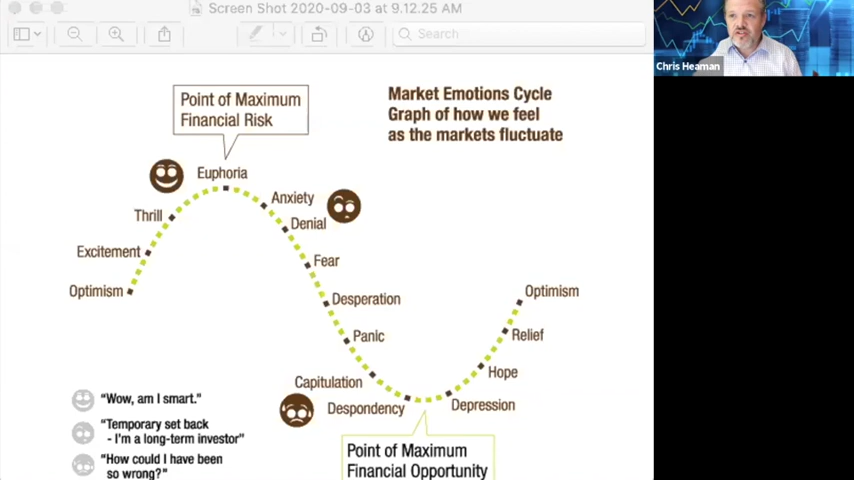 Screen Shot 2020-09-03 at 9.12.25 AM
Search
Chris Heaman
Point of Maximum
Financial Risk
Market Emotions Cycle
Graph of how we feel
as the markets fluctuate
Euphoria
Anxiety
Thrill
Denial
Excitement
Fear
Optimism
Desperation
Optimism
Panic
Relief
Capitulation
Hope
Despondency
Depression
"Wow, am I smart."
"Temporary set back
- I'm a long-term investor"
"How could I have been
so wrong?"
Point of Maximum
Financial Opportunity